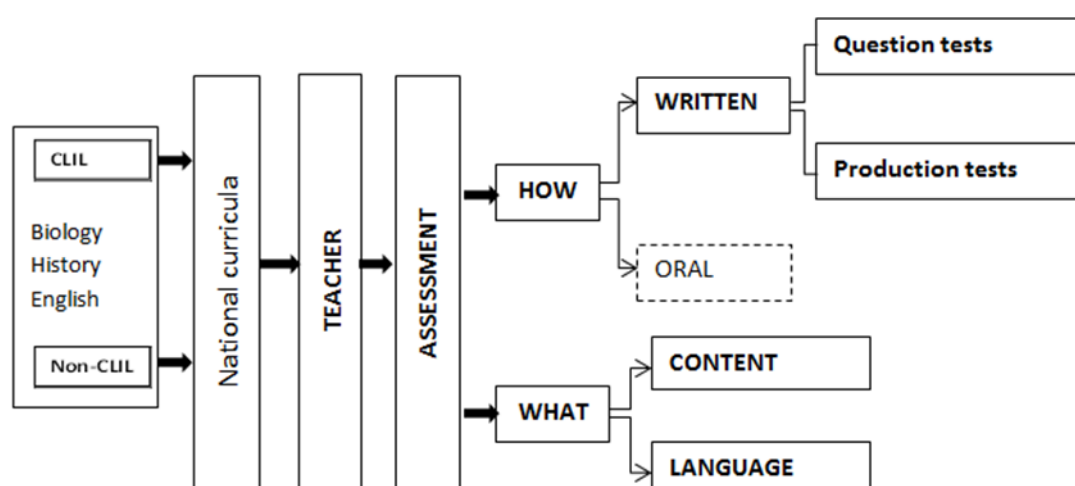 CLIL
Biology
History
English
Non-CLIL
National curricula
TEACHER
ASSESSMENT
HOW
WRITTEN
Question tests
Production tests
ORAL
WHAT
CONTENT
LANGUAGE